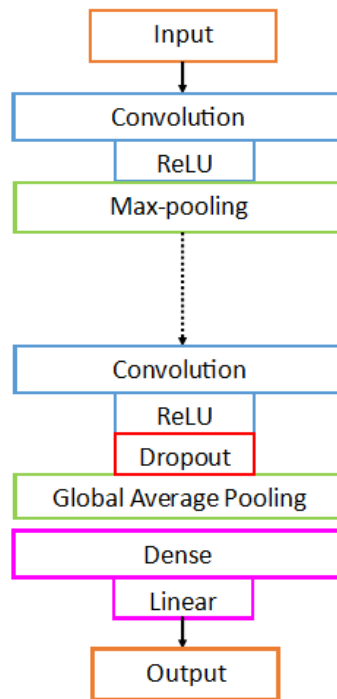 Input
Convolution
ReLU
Max-pooling
Convolution
ReLU
Dropout
Global Average Pooling
Dense
Linear
Output